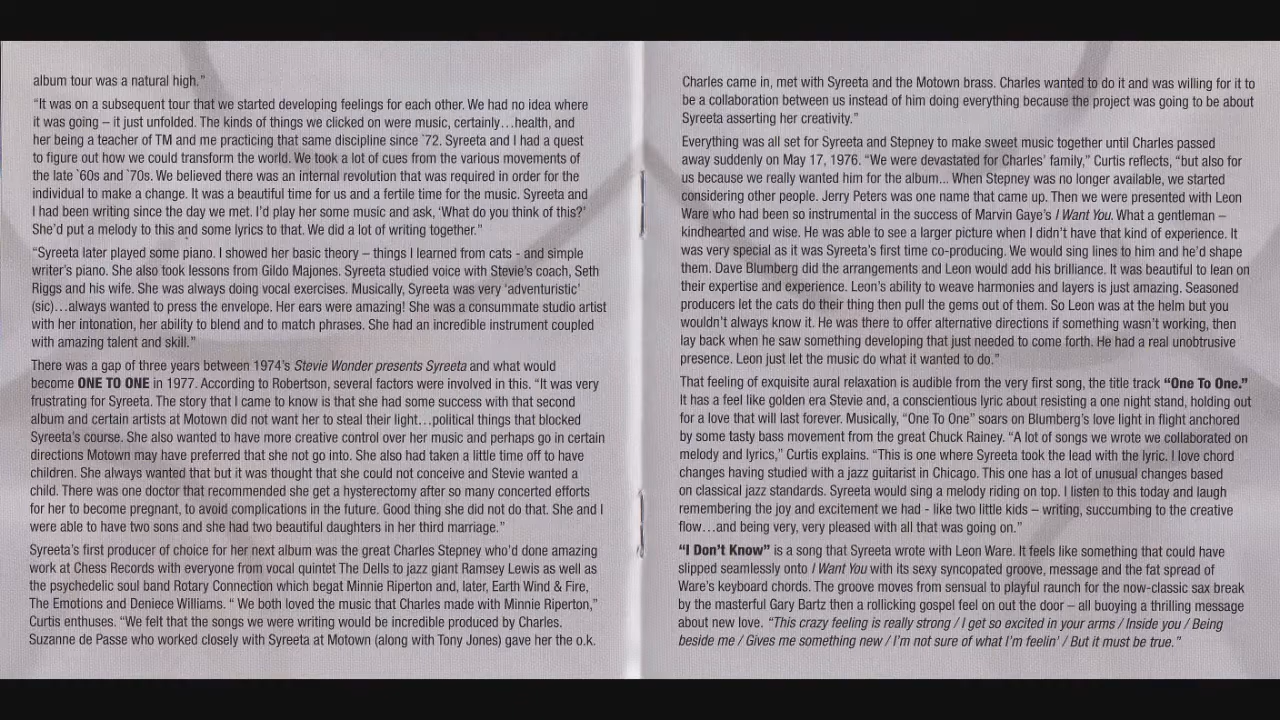 album tour was a natural high.”
“It was on a subsequent tour that we started developing feelings for each other. We had no idea where
it was going – it just unfolded. The kinds of things we clicked on were music, certainly…health, and
her being a teacher of TM and me practicing that same discipline since `72. Syreeta and I had a quest
to figure out how we could transform the world. We took a lot of cues from the various movements of
the late `60s and `70s. We believed there was an internal revolution that was required in order for the
individual to make a change. It was a beautiful time for us and a fertile time for the music. Syreeta and
I had been writing since the day we met. I’d play her some music and ask, ‘What do you think of this?’
She’d put a melody to this and some lyrics to that. We did a lot of writing together.”
“Syreeta later played some piano. I showed her basic theory – things I learned from cats - and simple
writer’s piano. She also took lessons from Gildo Majones. Syreeta studied voice with Stevie’s coach, Seth
Riggs and his wife. She was always doing vocal exercises. Musically, Syreeta was very ‘adventuristic’
(sic)…always wanted to press the envelope. Her ears were amazing! She was a consummate studio artist
with her intonation, her ability to blend and to match phrases. She had an incredible instrument coupled
with amazing talent and skill.”
There was a gap of three years between 1974’s Stevie Wonder presents Syreeta and what would
become ONE TO ONE in 1977. According to Robertson, several factors were involved in this. “It was very
frustrating for Syreeta. The story that I came to know is that she had some success with that second
album and certain artists at Motown did not want her to steal their light…political things that blocked
Syreeta’s course. She also wanted to have more creative control over her music and perhaps go in certain
directions Motown may have preferred that she not go into. She also had taken a little time off to have
children. She always wanted that but it was thought that she could not conceive and Stevie wanted a
child. There was one doctor that recommended she get a hysterectomy after so many concerted efforts
for her to become pregnant, to avoid complications in the future. Good thing she did not do that. She and I
were able to have two sons and she had two beautiful daughters in her third marriage.”
Syreeta’s first producer of choice for her next album was the great Charles Stepney who’d done amazing
work at Chess Records with everyone from vocal quintet The Dells to jazz giant Ramsey Lewis as well as
the psychedelic soul band Rotary Connection which begat Minnie Riperton and, later, Earth Wind & Fire,
The Emotions and Deniece Williams. “ We both loved the music that Charles made with Minnie Riperton,”
Curtis enthuses. “We felt that the songs we were writing would be incredible produced by Charles.
Suzanne de Passe who worked closely with Syreeta at Motown (along with Tony Jones) gave her the o.k.
Charles came in, met with Syreeta and the Motown brass. Charles wanted to do it and was willing for it to
be a collaboration between us instead of him doing everything because the project was going to be about
Syreeta asserting her creativity.”
Everything was all set for Syreeta and Stepney to make sweet music together until Charles passed
away suddenly on May 17, 1976. “We were devastated for Charles’ family,” Curtis reflects, “but also for
us because we really wanted him for the album... When Stepney was no longer available, we started
considering other people. Jerry Peters was one name that came up. Then we were presented with Leon
Ware who had been so instrumental in the success of Marvin Gaye’s I Want You. What a gentleman –
kindhearted and wise. He was able to see a larger picture when I didn’t have that kind of experience. It
was very special as it was Syreeta’s first time co-producing. We would sing lines to him and he’d shape
them. Dave Blumberg did the arrangements and Leon would add his brilliance. It was beautiful to lean on
their expertise and experience. Leon’s ability to weave harmonies and layers is just amazing. Seasoned
producers let the cats do their thing then pull the gems out of them. So Leon was at the helm but you
wouldn’t always know it. He was there to offer alternative directions if something wasn’t working, then
lay back when he saw something developing that just needed to come forth. He had a real unobtrusive
presence. Leon just let the music do what it wanted to do.”
That feeling of exquisite aural relaxation is audible from the very first song, the title track “One To One.”
It has a feel like golden era Stevie and, a conscientious lyric about resisting a one night stand, holding out
for a love that will last forever. Musically, “One To One” soars on Blumberg’s love light in flight anchored
by some tasty bass movement from the great Chuck Rainey. “A lot of songs we wrote we collaborated on
melody and lyrics,” Curtis explains. “This is one where Syreeta took the lead with the lyric. I love chord
changes having studied with a jazz guitarist in Chicago. This one has a lot of unusual changes based
on classical jazz standards. Syreeta would sing a melody riding on top. I listen to this today and laugh
remembering the joy and excitement we had - like two little kids – writing, succumbing to the creative
flow…and being very, very pleased with all that was going on.”
“I Don’t Know” is a song that Syreeta wrote with Leon Ware. It feels like something that could have
slipped seamlessly onto I Want You with its sexy syncopated groove, message and the fat spread of
Ware’s keyboard chords. The groove moves from sensual to playful raunch for the now-classic sax break
by the masterful Gary Bartz then a rollicking gospel feel on out the door – all buoying a thrilling message
about new love. “This crazy feeling is really strong / I get so excited in your arms / Inside you / Being
beside me / Gives me something new / I’m not sure of what I’m feelin’ / But it must be true.”